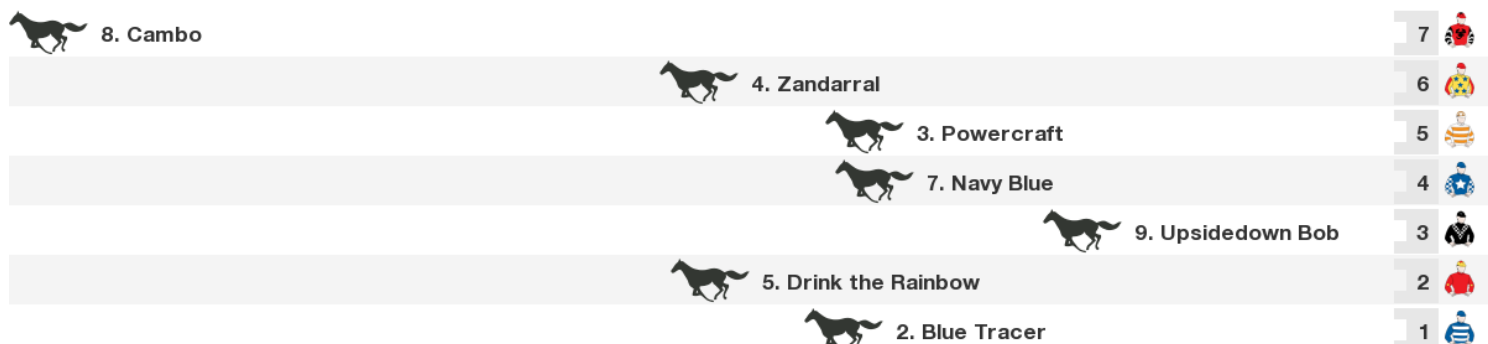 8. Cambo 7
4. Zandarral 6
3. Powercraft 5
7. Navy Blue 4
9. Upsidedown Bob 3
5. Drink the Rainbow 2
2. Blue Tracer 1